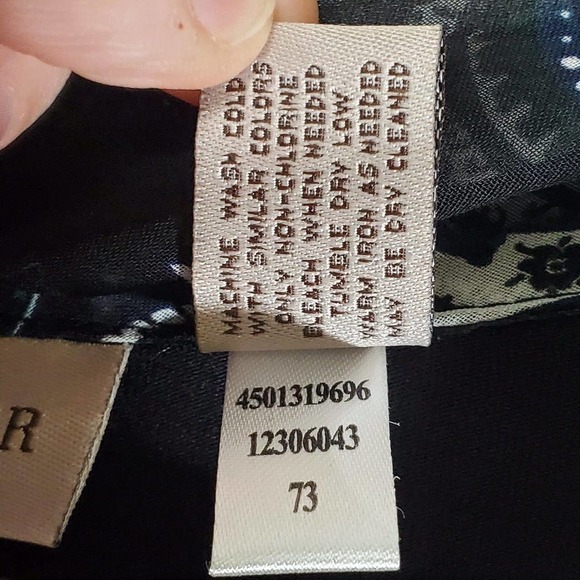 MACHINE WASH COLD
WITH SIMILAR COLORS
ONLY NON-CHLORINE
BLEACH WHEN NEEDED
TUMBLE DRY LOW
WARM IRON AS NEEDED
MAY BE DRY CLEANED
4501319696
12306043
73
R